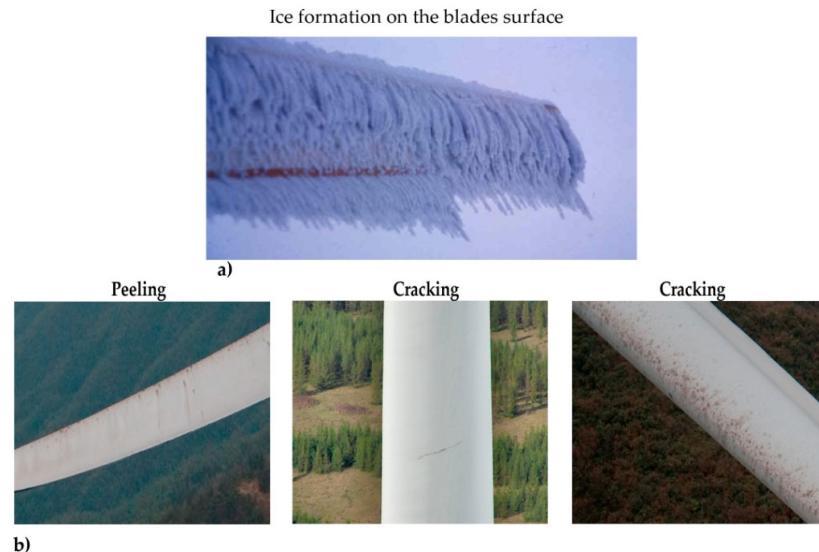 Ice formation on the blades surface
a)
Peeling
Cracking
Cracking
b)